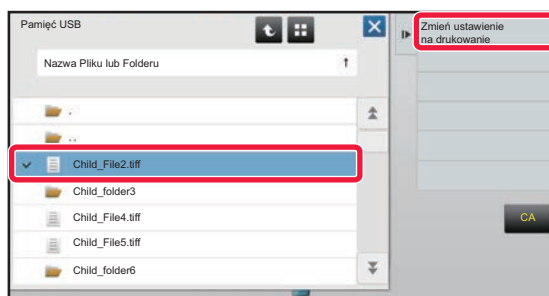 Pamięć USB
Nazwa Pliku lub Folderu
.
..
Child_File2.tiff
Child_folder3
Child_File4.tiff
Child_File5.tiff
Child_folder6
Zmień ustawienie
na drukowanie
CA